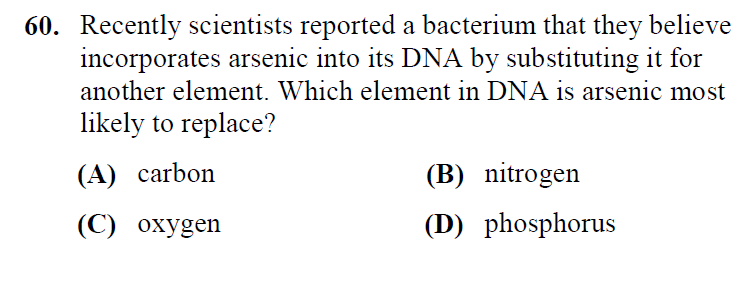 60. Recently scientists reported a bacterium that they believe
incorporates arsenic into its DNA by substituting it for
another element. Which element in DNA is arsenic most
likely to replace?
(A) carbon (B) nitrogen
(C) oxygen (D) phosphorus